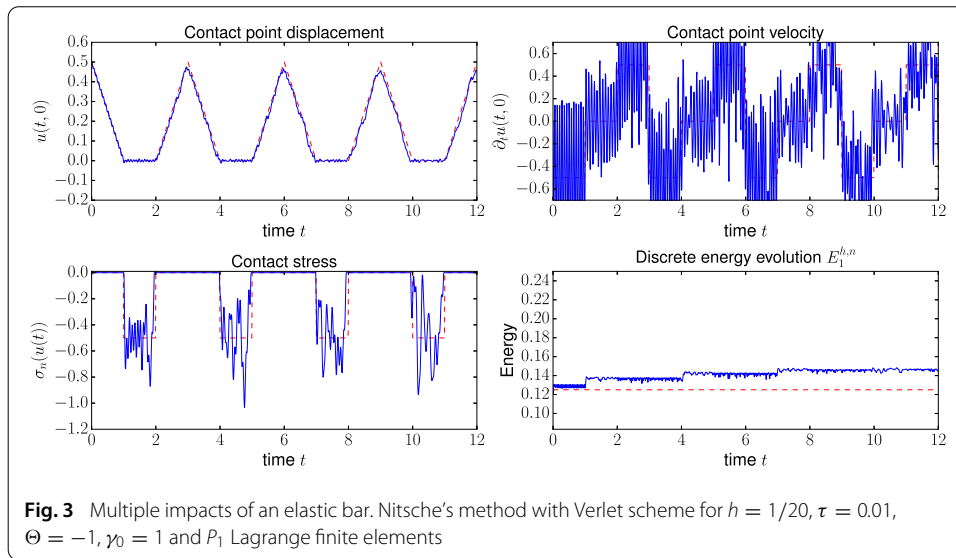 Contact point displacement
0.6
0.5
0.4
0.3
0.2
0.1
0.0
−0.1
−0.2
u(t, 0)
0 2 4 6 8 10 12
time t
Contact point velocity
0.6
0.4
0.2
0.0
−0.2
−0.4
−0.6
∂ₜu(t, 0)
0 2 4 6 8 10 12
time t
Contact stress
0.0
−0.2
−0.4
−0.6
−0.8
−1.0
−1.2
σₙ(u(t))
0 2 4 6 8 10 12
time t
Discrete energy evolution E₁ʰ˒ⁿ
0.24
0.22
0.20
0.18
0.16
0.14
0.12
0.10
Energy
0 2 4 6 8 10 12
time t
Fig. 3 Multiple impacts of an elastic bar. Nitsche’s method with Verlet scheme for h = 1/20, τ = 0.01,
Θ = −1, γ₀ = 1 and P₁ Lagrange finite elements